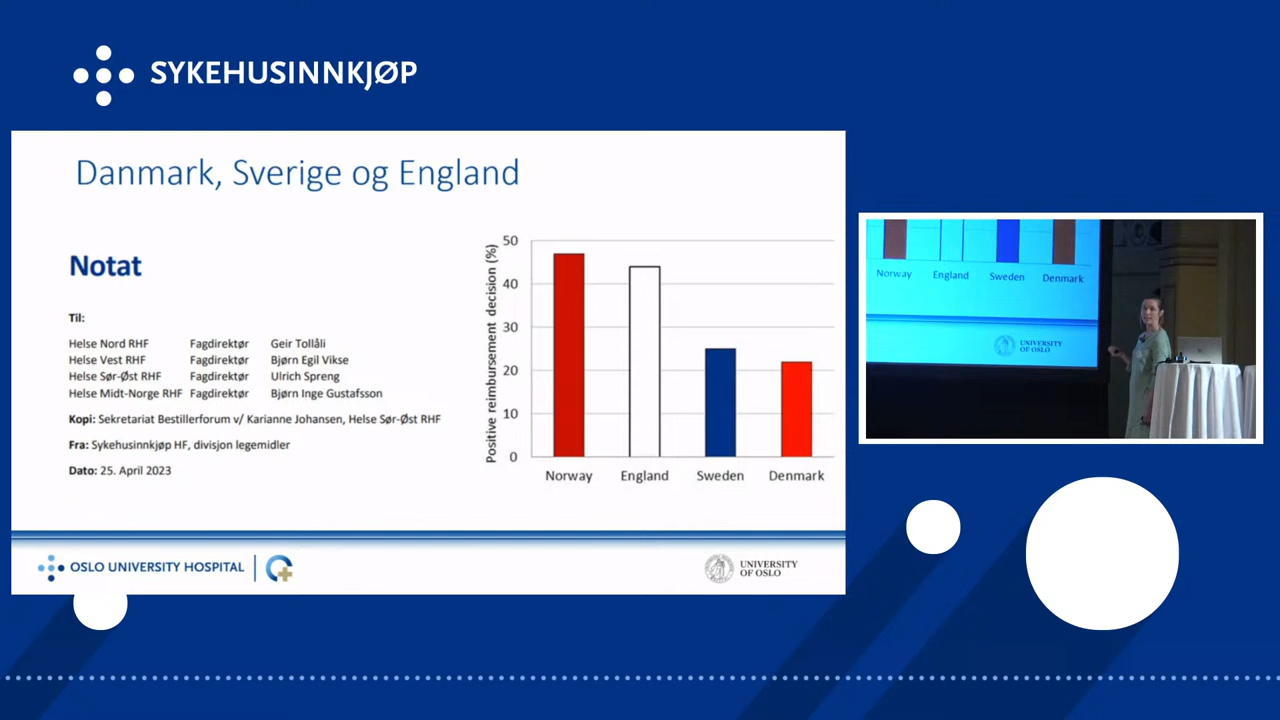 SYKEHUSINNKJØP
Danmark, Sverige og England
Notat
Til:
Helse Nord RHF Fagdirektør Geir Tollåli
Helse Vest RHF Fagdirektør Bjørn Egil Vikse
Helse Sør-Øst RHF Fagdirektør Ulrich Spreng
Helse Midt-Norge RHF Fagdirektør Bjørn Inge Gustafsson
Kopi: Sekretariat Bestillerforum v/ Karianne Johansen, Helse Sør-Øst RHF
Fra: Sykehusinnkjøp HF, divisjon legemidler
Dato: 25. April 2023
Positive reimbursement decision (%)
50
40
30
20
10
0
Norway England Sweden Denmark
OSLO UNIVERSITY HOSPITAL
UNIVERSITY
OF OSLO
Norway England Sweden Denmark
UNIVERSITY
OF OSLO